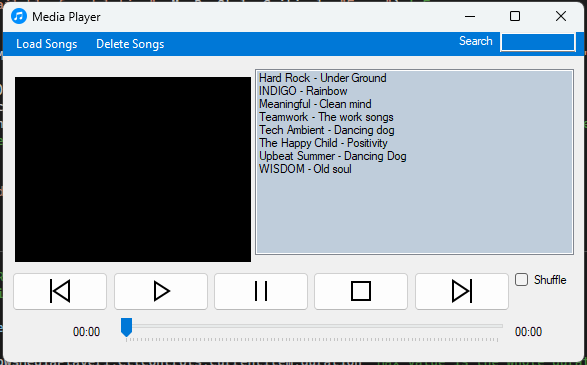 Media Player
Load Songs Delete Songs Search
Hard Rock - Under Ground
INDIGO - Rainbow
Meaningful - Clean mind
Teamwork - The work songs
Tech Ambient - Dancing dog
The Happy Child - Positivity
Upbeat Summer - Dancing Dog
WISDOM - Old soul
Shuffle
00:00 00:00